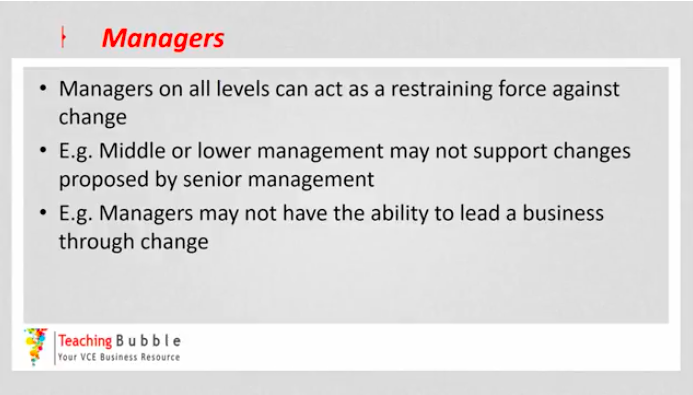 Managers
• Managers on all levels can act as a restraining force against
change
• E.g. Middle or lower management may not support changes
proposed by senior management
• E.g. Managers may not have the ability to lead a business
through change
Teaching Bubble
Your VCE Business Resource